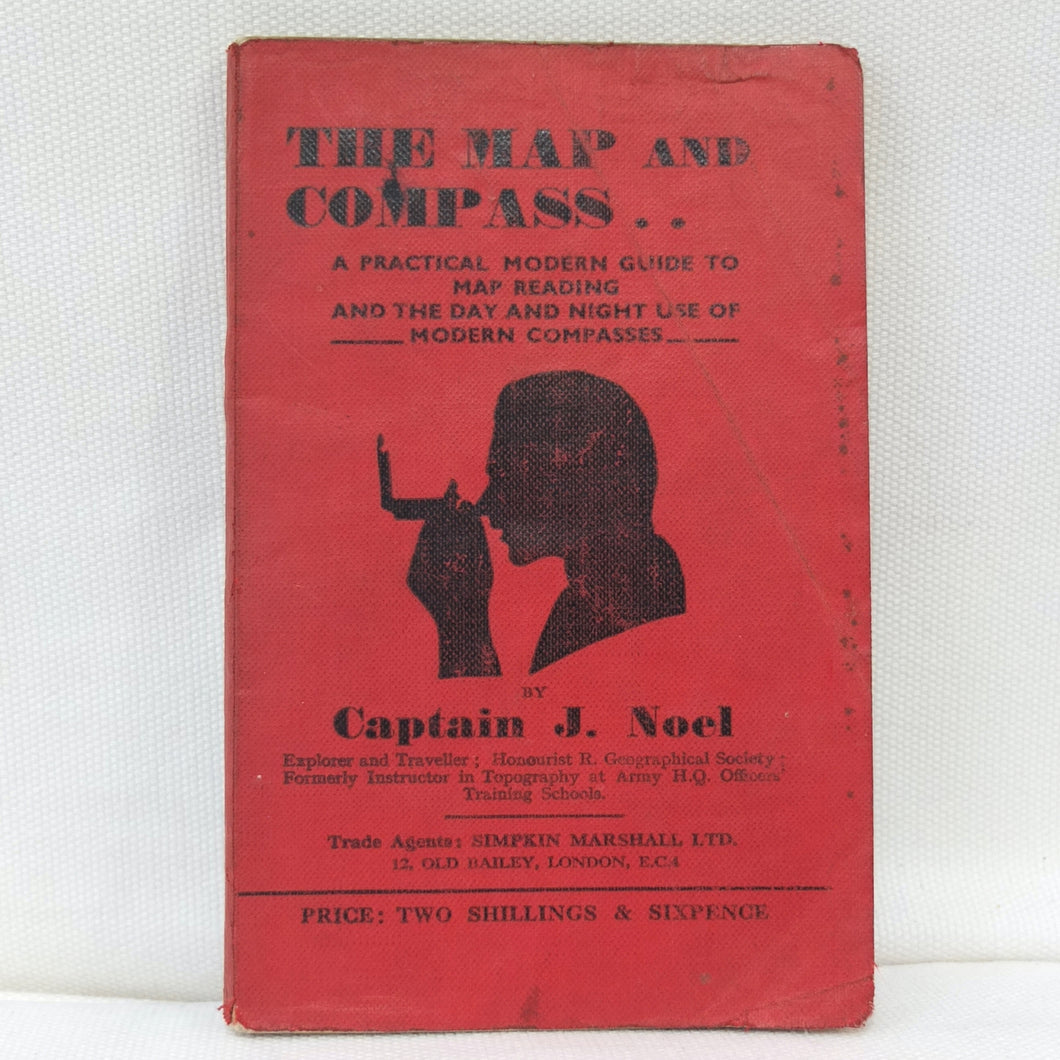 THE MAP AND
COMPASS..
A PRACTICAL MODERN GUIDE TO
MAP READING
AND THE DAY AND NIGHT USE OF
MODERN COMPASSES
BY
Captain J. Noel
Explorer and Traveller; Honourist R. Geographical Society;
Formerly Instructor in Topography at Army H.Q. Officers'
Training Schools.
Trade Agents: SIMPKIN MARSHALL LTD.
12, OLD BAILEY, LONDON, E.C.4
PRICE: TWO SHILLINGS & SIXPENCE